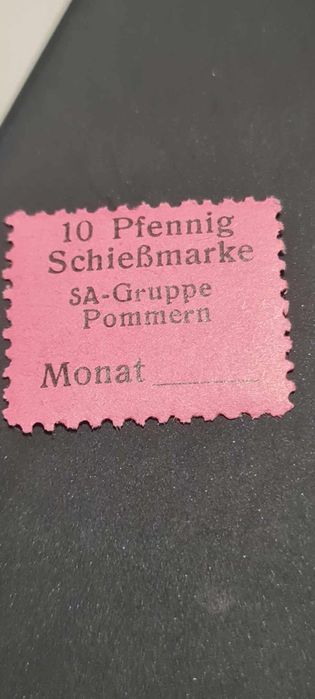 10 Pfennig
Schießmarke
SA-Gruppe
Pommern
Monat